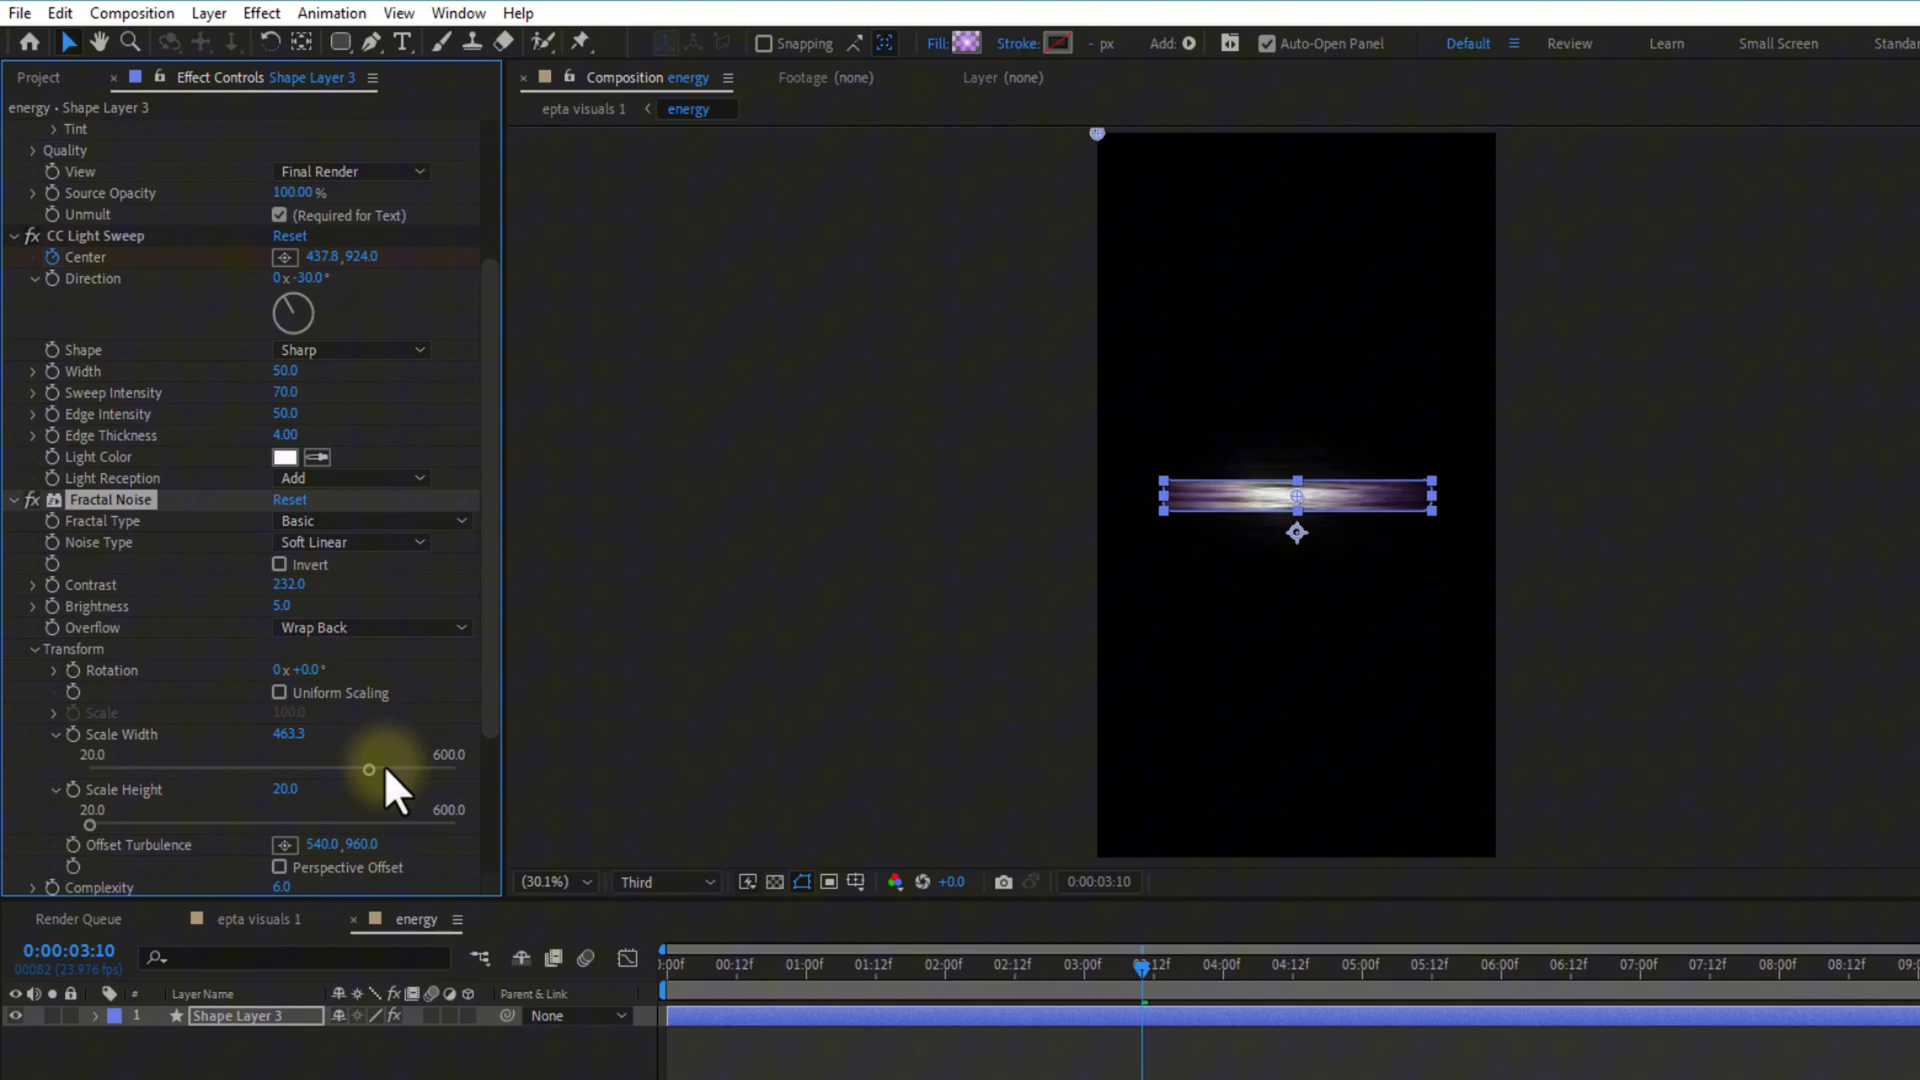 File Edit Composition Layer Effect Animation View Window Help
Snapping Fill: Stroke: - px Add: Auto-Open Panel Default Review Learn Small Screen Standa
Project × Effect Controls Shape Layer 3 × Composition energy Footage (none) Layer (none)
energy • Shape Layer 3 epta visuals 1 energy
Tint
Quality
View Final Render
Source Opacity 100.00 %
Unmult (Required for Text)
fx CC Light Sweep Reset
Center 437.8, 924.0
Direction 0 x -30.0°
Shape Sharp
Width 50.0
Sweep Intensity 70.0
Edge Intensity 50.0
Edge Thickness 4.00
Light Color
Light Reception Add
fx Fractal Noise Reset
Fractal Type Basic
Noise Type Soft Linear
Invert
Contrast 232.0
Brightness 5.0
Overflow Wrap Back
Transform
Rotation 0 x +0.0°
Uniform Scaling
Scale 100.0
Scale Width 463.3
20.0 600.0
Scale Height 20.0
20.0 600.0
Offset Turbulence 540.0, 960.0
Perspective Offset
Complexity 6.0
(30.1%) Third +0.0 0:00:03:10
Render Queue epta visuals 1 × energy
0:00:03:10
00082 (23.976 fps)
:00f 00:12f 01:00f 01:12f 02:00f 02:12f 03:00f 03:12f 04:00f 04:12f 05:00f 05:12f 06:00f 06:12f 07:00f 07:12f 08:00f 08:12f 09:0
# Layer Name fx Parent & Link
1 Shape Layer 3 fx None